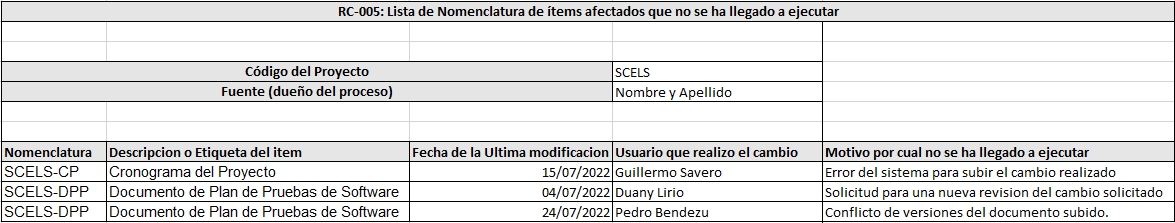 RC-005: Lista de Nomenclatura de ítems afectados que no se ha llegado a ejecutar
Código del Proyecto SCELS
Fuente (dueño del proceso) Nombre y Apellido
Nomenclatura Descripcion o Etiqueta del item Fecha de la Ultima modificacion Usuario que realizo el cambio Motivo por cual no se ha llegado a ejecutar
SCELS-CP Cronograma del Proyecto 15/07/2022 Guillermo Savero Error del sistema para subir el cambio realizado
SCELS-DPP Documento de Plan de Pruebas de Software 04/07/2022 Duany Lirio Solicitud para una nueva revision del cambio solicitado
SCELS-DPP Documento de Plan de Pruebas de Software 24/07/2022 Pedro Bendezu Conflicto de versiones del documento subido.